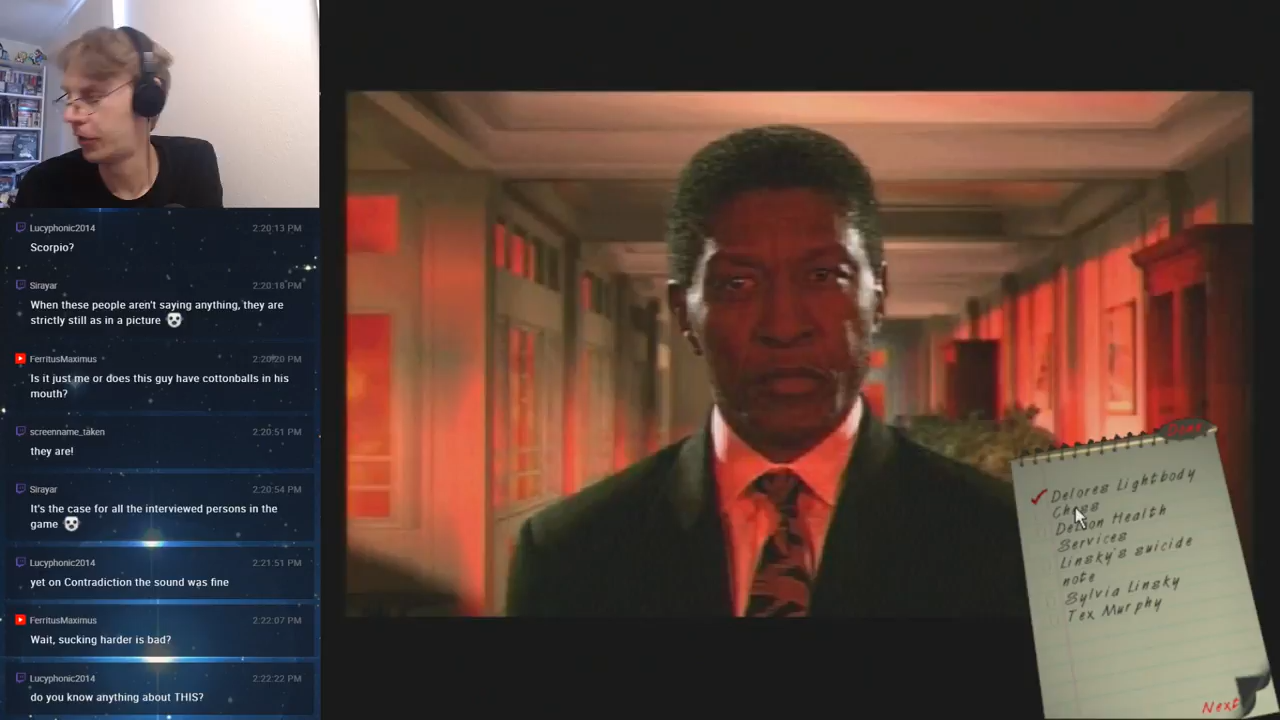 Lucyphonic2014 2:20:13 PM
Scorpio?
Sirayar 2:20:18 PM
When these people aren't saying anything, they are
strictly still as in a picture
FerritusMaximus 2:20:20 PM
Is it just me or does this guy have cottonballs in his
mouth?
screenname_taken 2:20:51 PM
they are!
Sirayar 2:20:54 PM
It's the case for all the interviewed persons in the
game
Lucyphonic2014 2:21:51 PM
yet on Contradiction the sound was fine
FerritusMaximus 2:22:07 PM
Wait, sucking harder is bad?
Lucyphonic2014 2:22:22 PM
do you know anything about THIS?
Done
Delores Lightbody
Chess
Health
Services
Linsky's suicide
note
Sylvia Linsky
Tex Murphy
Next